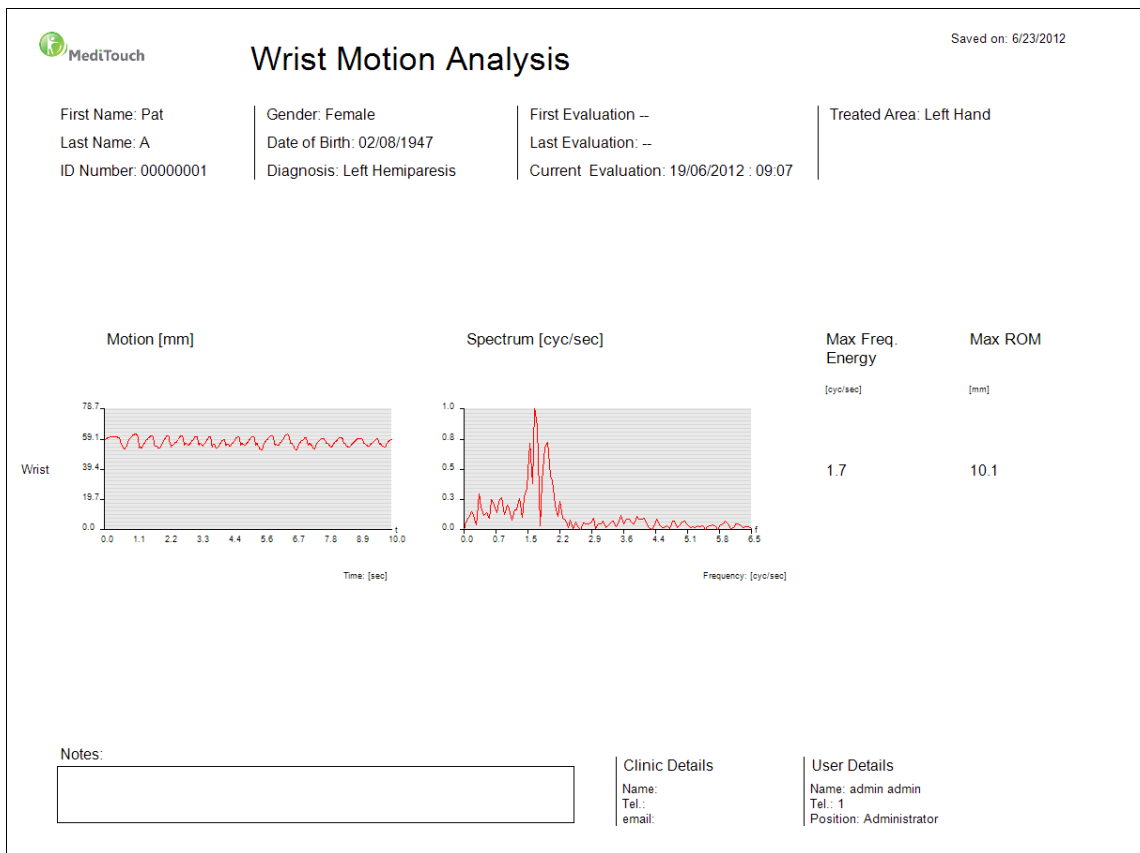 MediTouch
Wrist Motion Analysis
Saved on: 6/23/2012
First Name: Pat
Last Name: A
ID Number: 00000001
Gender: Female
Date of Birth: 02/08/1947
Diagnosis: Left Hemiparesis
First Evaluation --
Last Evaluation: --
Current Evaluation: 19/06/2012 : 09:07
Treated Area: Left Hand
Motion [mm]
Spectrum [cyc/sec]
Max Freq.
Energy
[cyc/sec]
Max ROM
[mm]
Wrist
78.7
59.1
39.4
19.7
0.0
0.0 1.1 2.2 3.3 4.4 5.6 6.7 7.8 8.9 10.0
t
Time: [sec]
1.0
0.8
0.5
0.3
0.0
0.0 0.7 1.5 2.2 2.9 3.6 4.4 5.1 5.8 6.5
f
Frequency: [cyc/sec]
1.7
10.1
Notes:
Clinic Details
Name:
Tel.:
email:
User Details
Name: admin admin
Tel.: 1
Position: Administrator